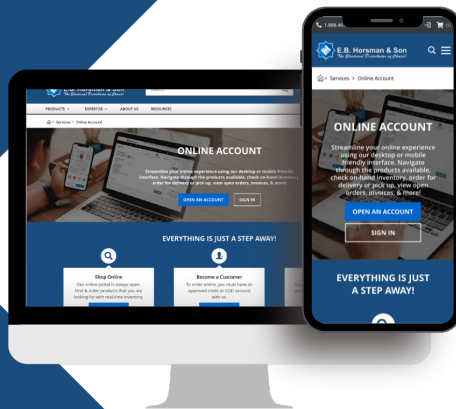 E.B. Horsman & Son
The Electrical Distributor of Choice!
PRODUCTS
EXPERTISE
ABOUT US
RESOURCES
> Services > Online Account
ONLINE ACCOUNT
Streamline your online experience using our desktop or mobile friendly
interface. Navigate through the products available, check on-hand inventory,
order for delivery or pick up, view open orders, invoices, & more!
OPEN AN ACCOUNT
SIGN IN
EVERYTHING IS JUST A STEP AWAY!
Shop Online
Our online portal is always open.
Find & order products that you are
looking for with real-time inventory.
Become a Customer
To order online, you must have an
approved credit or COD account
with us.
E.B. Horsman & Son
The Electrical Distributor of Choice!
> Services > Online Account
ONLINE ACCOUNT
Streamline your online experience
using our desktop or mobile
friendly interface. Navigate
through the products available,
check on-hand inventory, order for
delivery or pick up, view open
orders, invoices, & more!
OPEN AN ACCOUNT
SIGN IN
EVERYTHING IS JUST
A STEP AWAY!